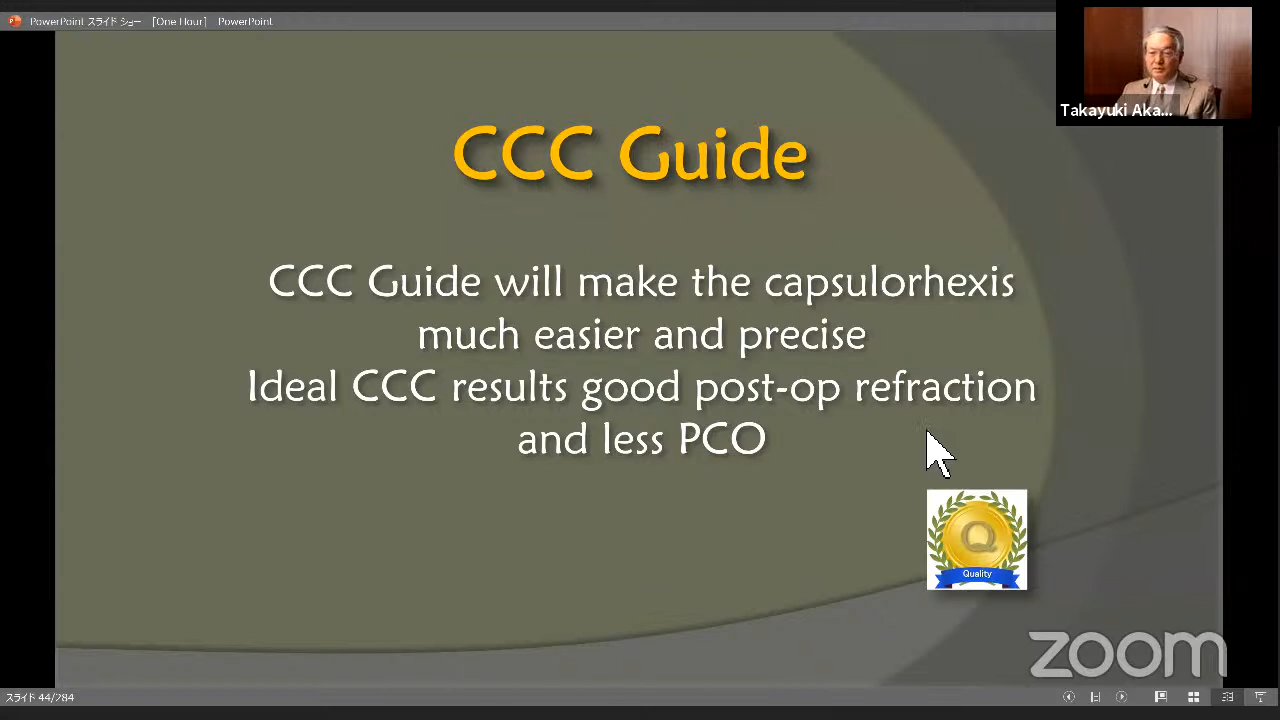 PowerPoint スライド ショー [One Hour] PowerPoint
Takayuki Aka...
CCC Guide
CCC Guide will make the capsulorhexis
much easier and precise
Ideal CCC results good post-op refraction
and less PCO
Q
Quality
zoom
スライド 44/284